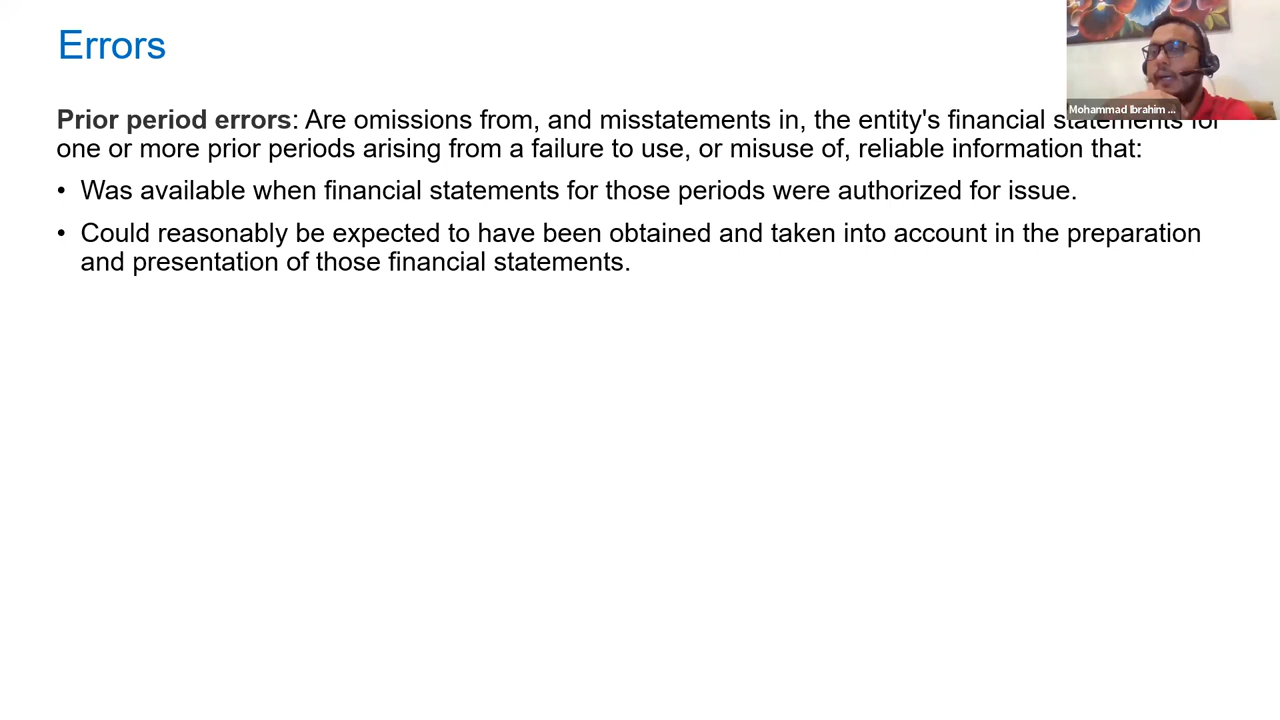 Errors
Mohammad Ibrahim ...
Prior period errors: Are omissions from, and misstatements in, the entity's financial statements for
one or more prior periods arising from a failure to use, or misuse of, reliable information that:
• Was available when financial statements for those periods were authorized for issue.
• Could reasonably be expected to have been obtained and taken into account in the preparation
and presentation of those financial statements.